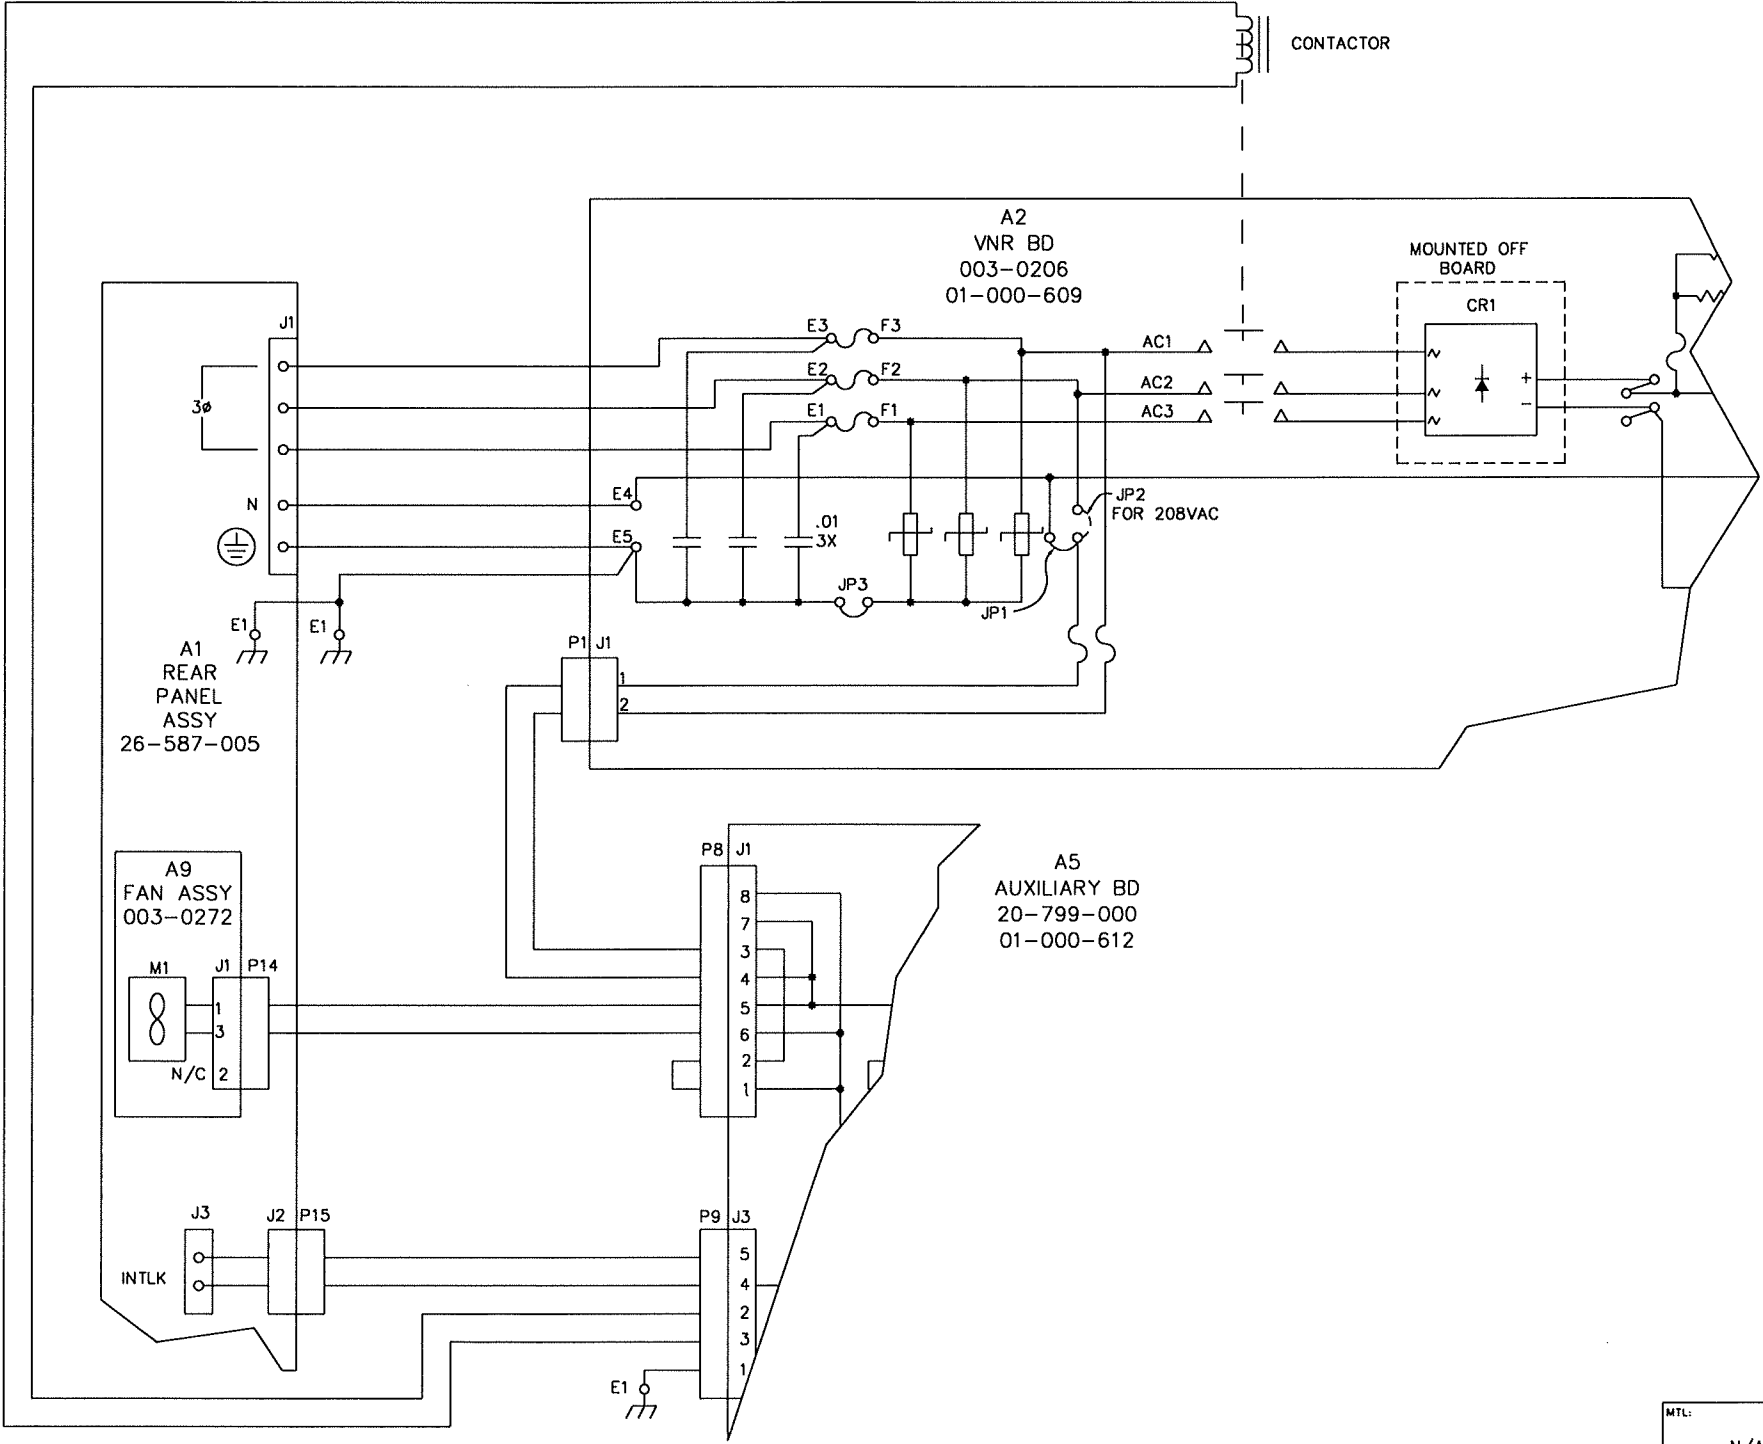 CONTACTOR
A2
VNR BD
003-0206
01-000-609
MOUNTED OFF
BOARD
CR1
+
−
J1
3ø
N
E3 F3
E2 F2
E1 F1
E4
E5
AC1
AC2
AC3
.01
3X
JP3
JP1
JP2
FOR 208VAC
E1
E1
A1
REAR
PANEL
ASSY
26-587-005
P1 J1
1
2
A9
FAN ASSY
003-0272
M1
J1 P14
1
3
N/C 2
P8 J1
8
7
3
4
5
6
2
1
A5
AUXILIARY BD
20-799-000
01-000-612
J3
J2 P15
INTLK
P9 J3
5
4
2
3
1
E1
MTL: